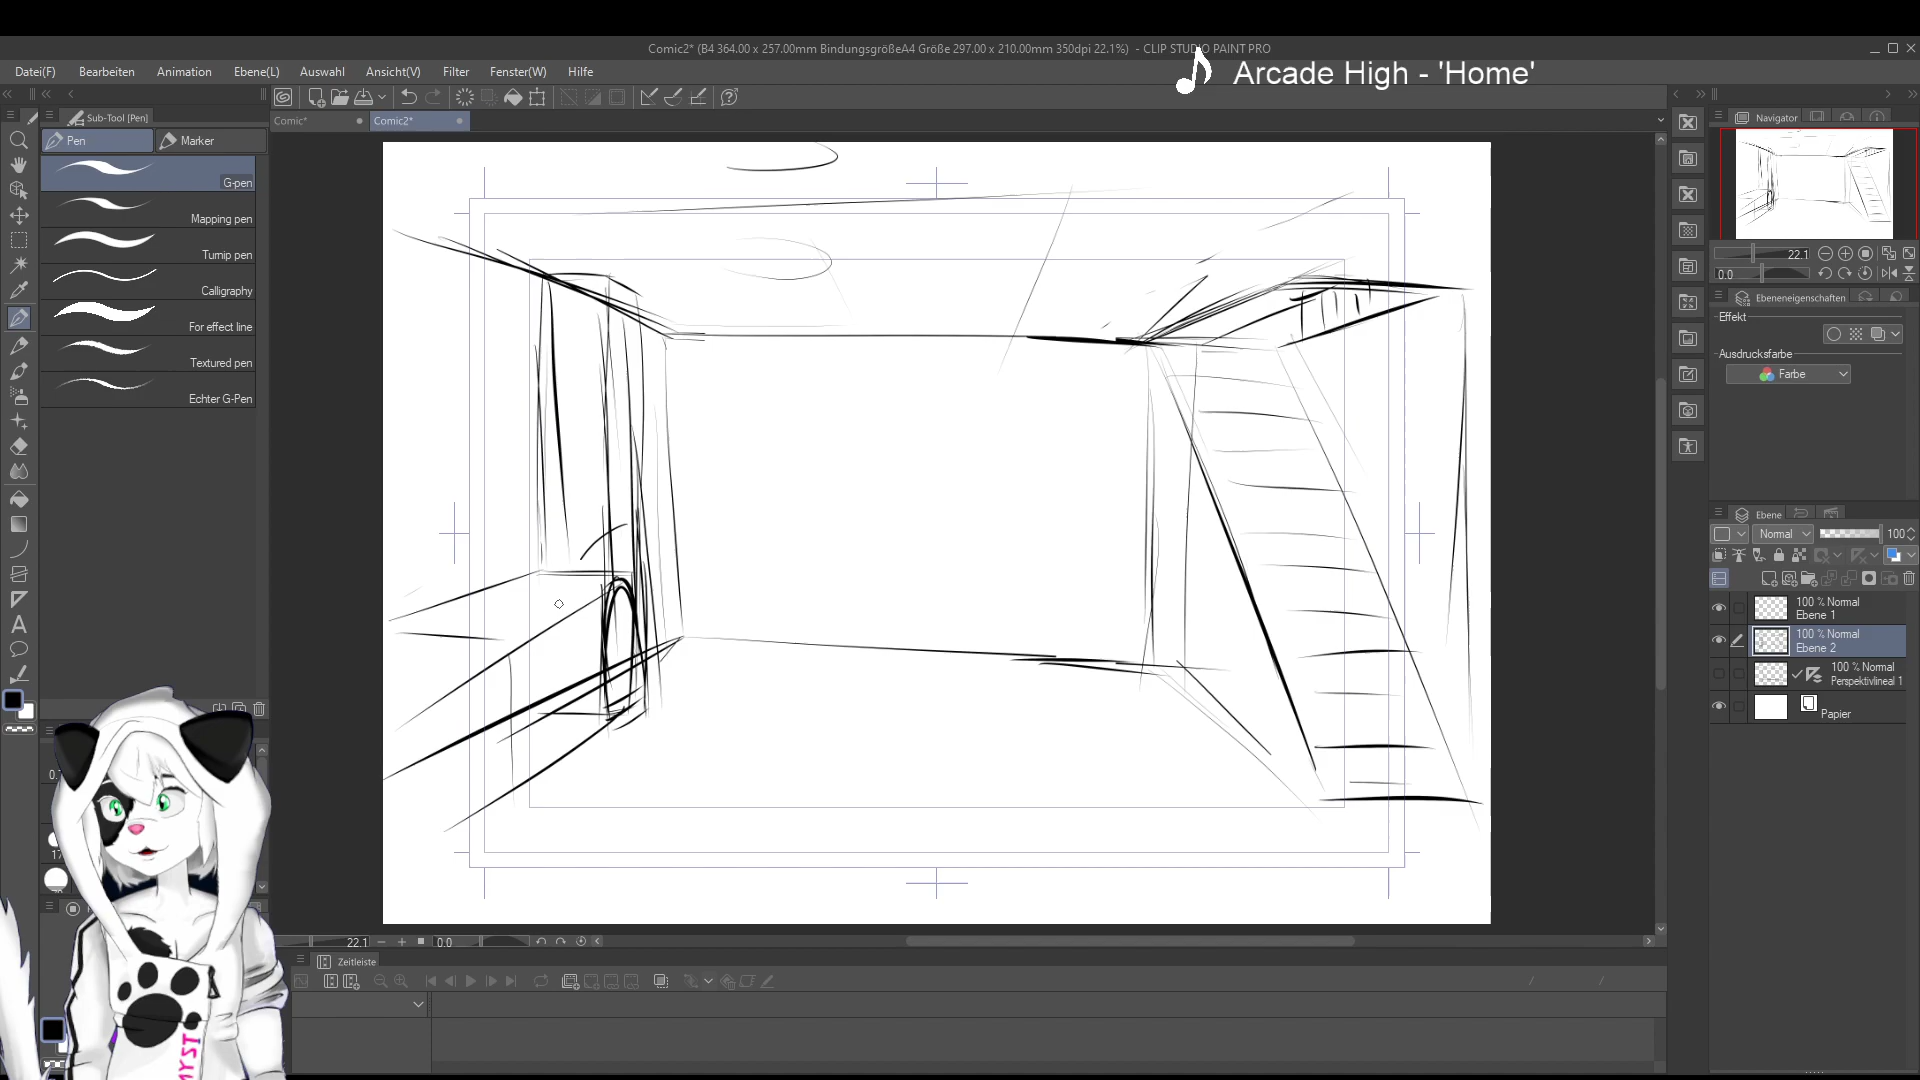 Comic2* (B4 364.00 x 257.00mm BindungsgrößeA4 Größe 297.00 x 210.00mm 350dpi 22.1%) - CLIP STUDIO PAINT PRO
Datei(F) Bearbeiten Animation Ebene(L) Auswahl Ansicht(V) Filter Fenster(W) Hilfe
Arcade High - 'Home'
Sub-Tool [Pen]
Comic*
Comic2*
Navigator
Pen
Marker
G-pen
Mapping pen
Turnip pen
Calligraphy
For effect line
Textured pen
Echter G-Pen
22.1
0.0
Ebeneneigenschaften
Effekt
Ausdrucksfarbe
Farbe
Ebene
Normal
100
100 % Normal
Ebene 1
100 % Normal
Ebene 2
100 % Normal
Perspektivlineal 1
Papier
17
22.1
0.0
Zeitleiste
MYST